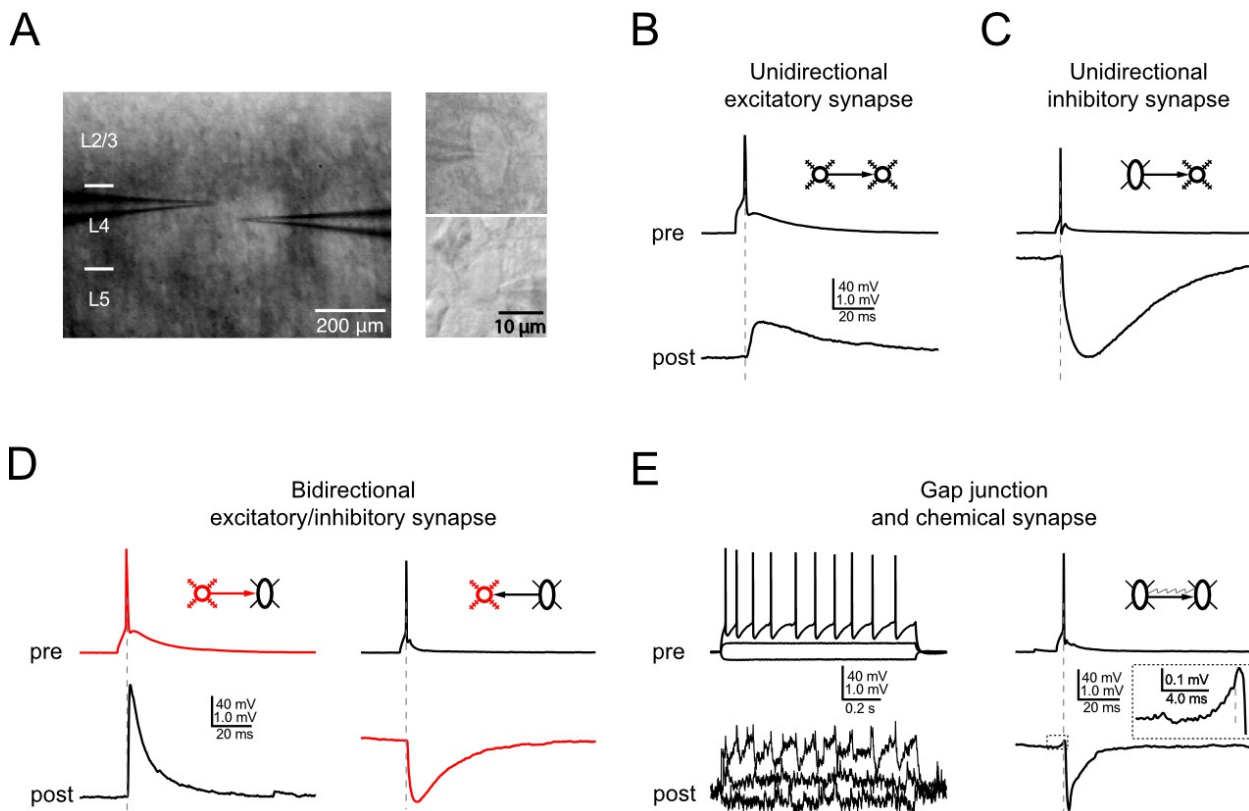 A
L2/3
L4
L5
200 µm
10 µm
B
Unidirectional
excitatory synapse
pre
40 mV
1.0 mV
20 ms
post
C
Unidirectional
inhibitory synapse
D
Bidirectional
excitatory/inhibitory synapse
pre
40 mV
1.0 mV
20 ms
post
E
Gap junction
and chemical synapse
pre
40 mV
1.0 mV
0.2 s
post
40 mV
1.0 mV
20 ms
0.1 mV
4.0 ms